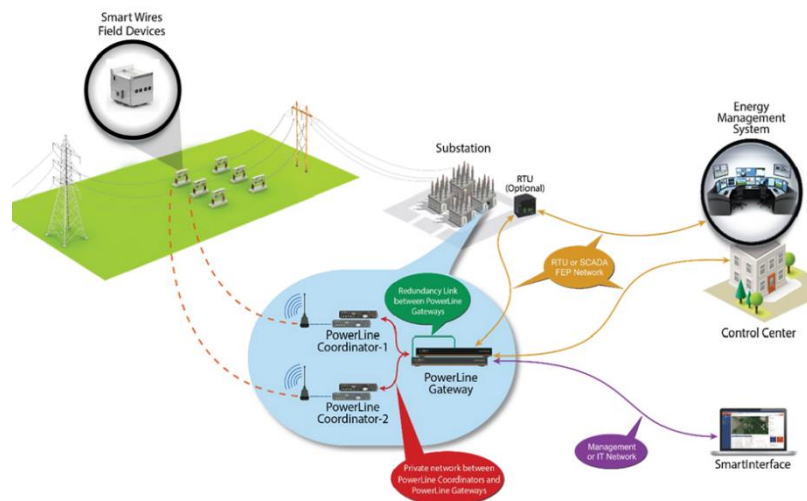 Smart Wires
Field Devices
Substation
RTU
(Optional)
Energy
Management
System
RTU or SCADA
FEP Network
Redundancy Link
between PowerLine
Gateways
Control Center
PowerLine
Coordinator-1
PowerLine
Gateway
PowerLine
Coordinator-2
Management
or IT Network
Private network between
PowerLine Coordinators and
PowerLine Gateways
SmartInterface